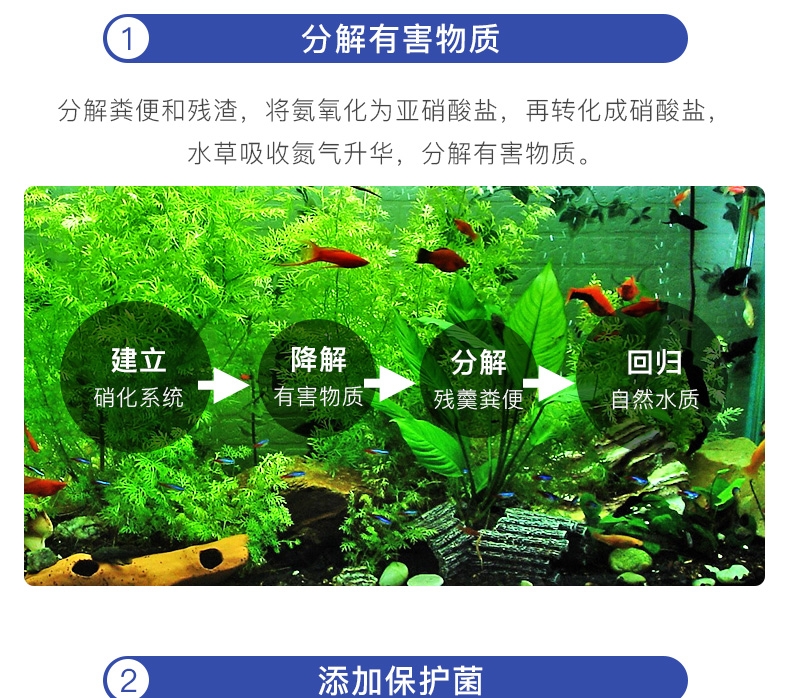 1 分解有害物质
分解粪便和残渣，将氨氧化为亚硝酸盐，再转化成硝酸盐，
水草吸收氮气升华，分解有害物质。
建立 降解 分解 回归
硝化系统 有害物质 残羹粪便 自然水质
2 添加保护菌